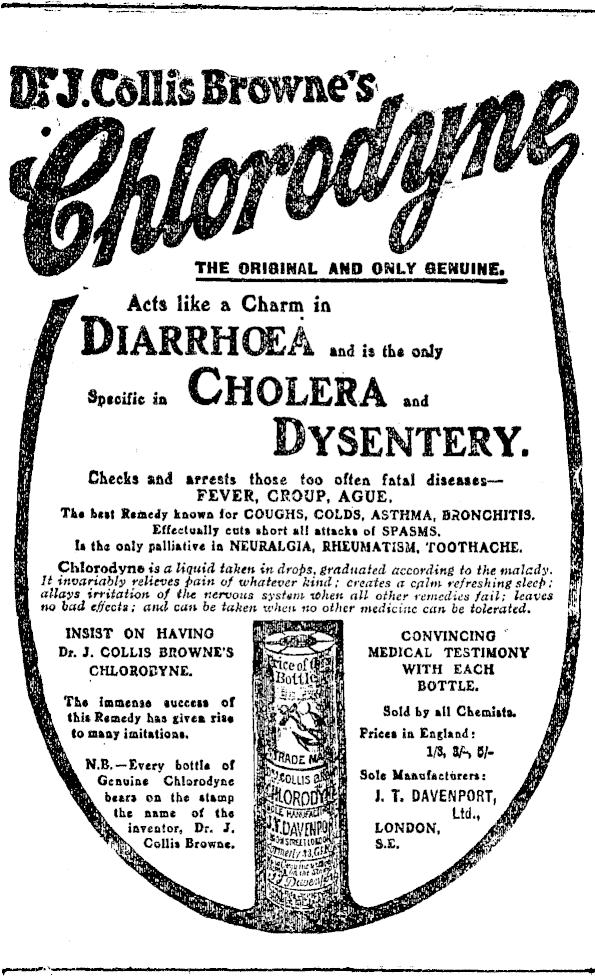 Dr. J. Collis Browne's
Chlorodyne
THE ORIGINAL AND ONLY GENUINE.
Acts like a Charm in
DIARRHŒA and is the only
Specific in CHOLERA and
DYSENTERY.
Checks and arrests those too often fatal diseases—
FEVER, CROUP, AGUE.
The best Remedy known for COUGHS, COLDS, ASTHMA, BRONCHITIS.
Effectually cuts short all attacks of SPASMS.
Is the only palliative in NEURALGIA, RHEUMATISM, TOOTHACHE.
Chlorodyne is a liquid taken in drops, graduated according to the malady.
It invariably relieves pain of whatever kind; creates a calm refreshing sleep;
allays irritation of the nervous system when all other remedies fail; leaves
no bad effects; and can be taken when no other medicine can be tolerated.
INSIST ON HAVING
Dr. J. COLLIS BROWNE'S
CHLORODYNE.
The immense success of
this Remedy has given rise
to many imitations.
N.B.—Every bottle of
Genuine Chlorodyne
bears on the stamp
the name of the
inventor, Dr. J.
Collis Browne.
Price of
Bottle
TRADE MA
J. COLLIS B
CHLORODYN
J.T. DAVENPO
CONVINCING
MEDICAL TESTIMONY
WITH EACH
BOTTLE.
Sold by all Chemists.
Prices in England:
1/3, 3/-, 5/-
Sole Manufacturers:
J. T. DAVENPORT,
Ltd.,
LONDON,
S.E.